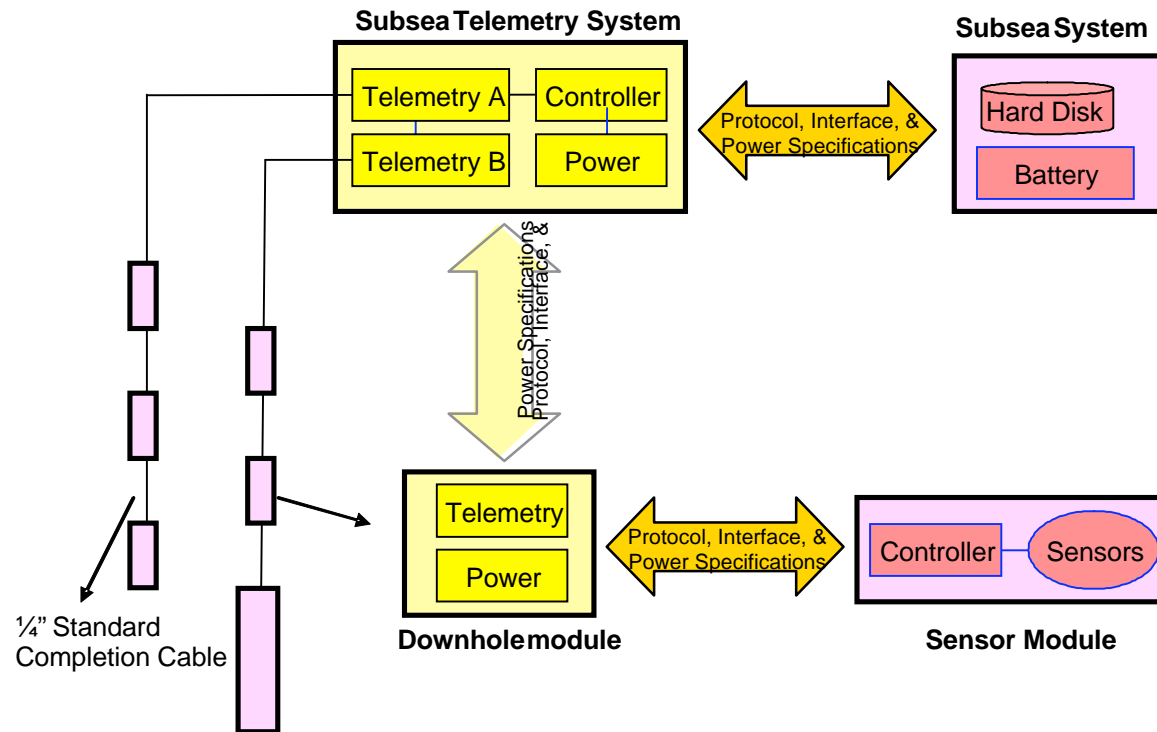 Subsea Telemetry System
Subsea System
Telemetry A
Controller
Telemetry B
Power
Protocol, Interface, &
Power Specifications
Hard Disk
Battery
Protocol, Interface, &
Power Specifications
Telemetry
Power
Downhole module
Protocol, Interface, &
Power Specifications
Controller
Sensors
Sensor Module
¼” Standard
Completion Cable